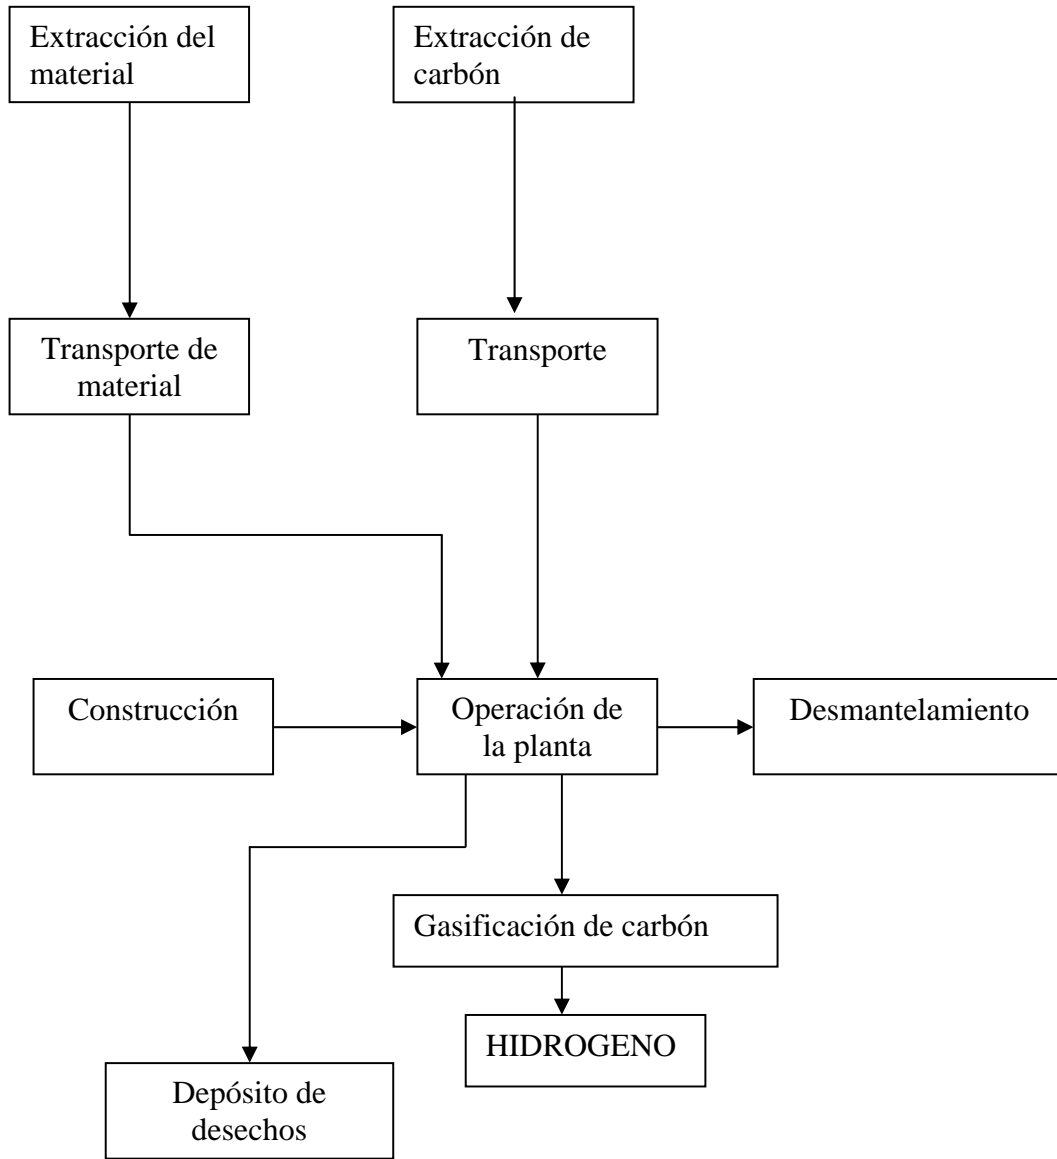 Extracción del
material
Extracción de
carbón
Transporte de
material
Transporte
Construcción
Operación de
la planta
Desmantelamiento
Gasificación de carbón
HIDROGENO
Depósito de
desechos